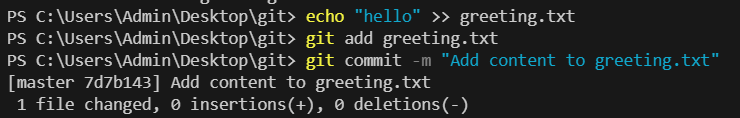 PS C:\Users\Admin\Desktop\git> echo "hello" >> greeting.txt
PS C:\Users\Admin\Desktop\git> git add greeting.txt
PS C:\Users\Admin\Desktop\git> git commit -m "Add content to greeting.txt"
[master 7d7b143] Add content to greeting.txt
 1 file changed, 0 insertions(+), 0 deletions(-)